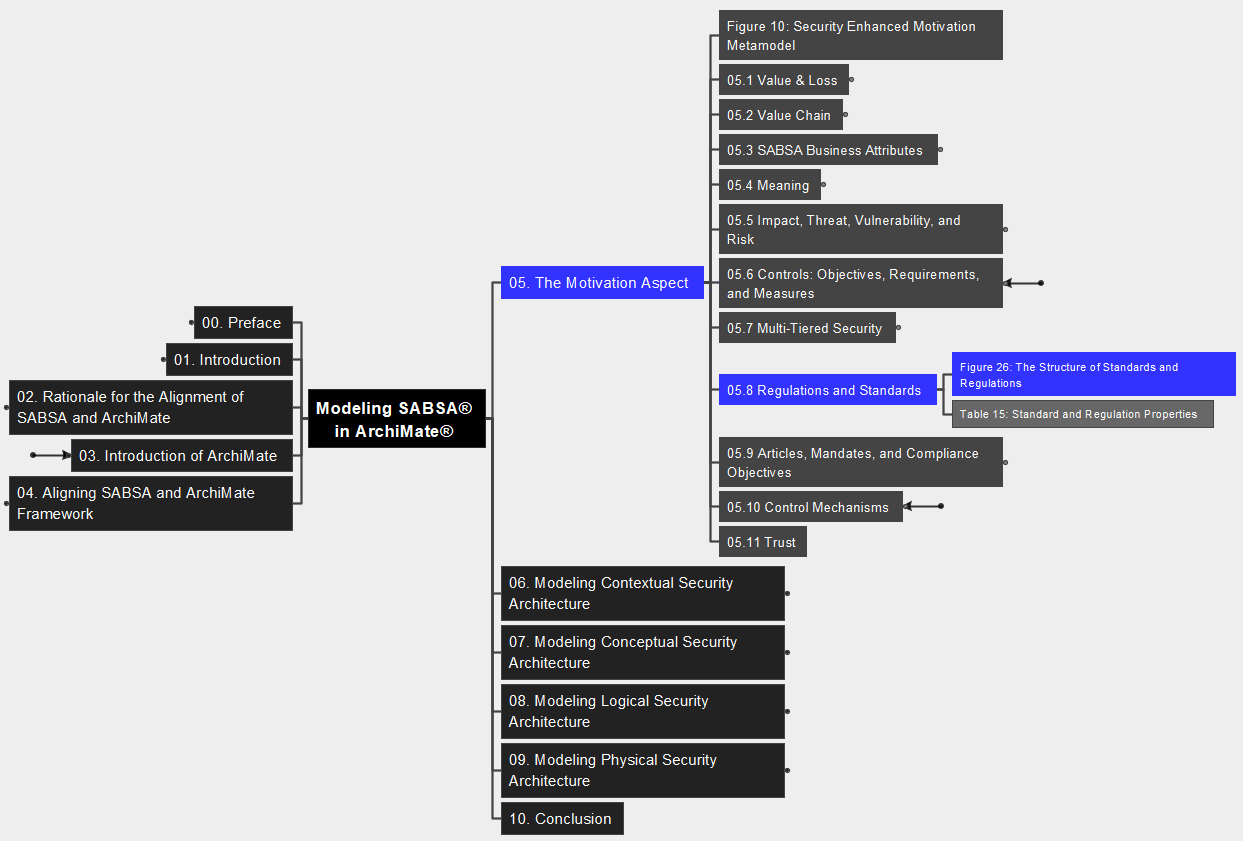 Modeling SABSA®
in ArchiMate®
00. Preface
01. Introduction
02. Rationale for the Alignment of
SABSA and ArchiMate
03. Introduction of ArchiMate
04. Aligning SABSA and ArchiMate
Framework
05. The Motivation Aspect
Figure 10: Security Enhanced Motivation
Metamodel
05.1 Value & Loss
05.2 Value Chain
05.3 SABSA Business Attributes
05.4 Meaning
05.5 Impact, Threat, Vulnerability, and
Risk
05.6 Controls: Objectives, Requirements,
and Measures
05.7 Multi-Tiered Security
05.8 Regulations and Standards
Figure 26: The Structure of Standards and
Regulations
Table 15: Standard and Regulation Properties
05.9 Articles, Mandates, and Compliance
Objectives
05.10 Control Mechanisms
05.11 Trust
06. Modeling Contextual Security
Architecture
07. Modeling Conceptual Security
Architecture
08. Modeling Logical Security
Architecture
09. Modeling Physical Security
Architecture
10. Conclusion